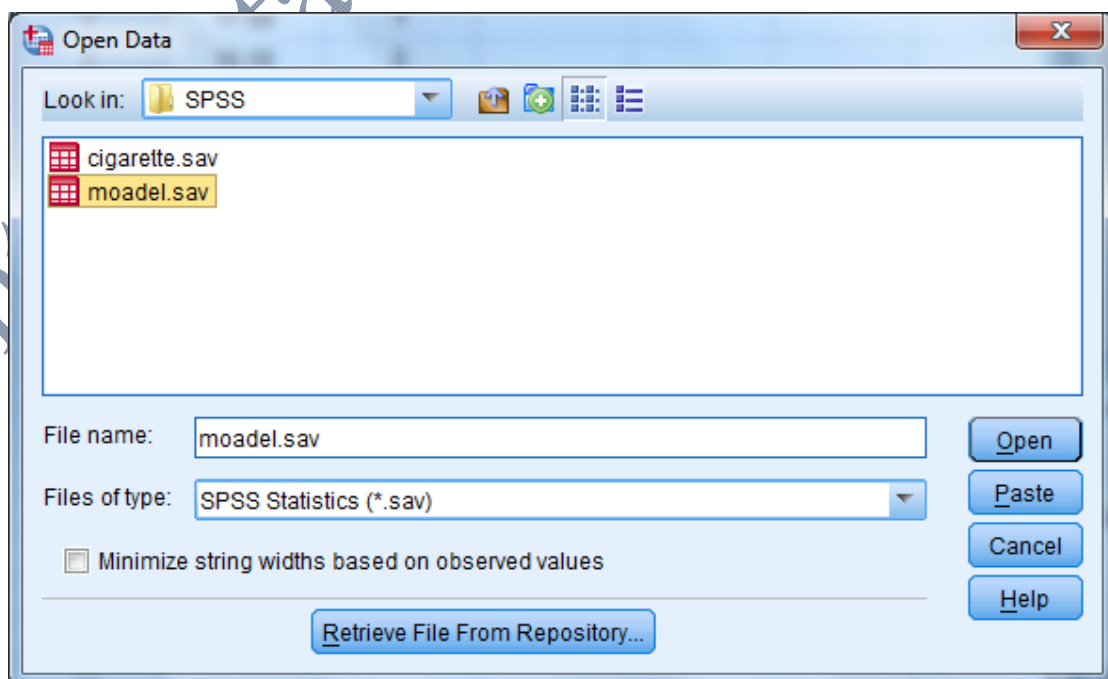 Open Data
Look in: SPSS
cigarette.sav
moadel.sav
File name: moadel.sav
Open
Files of type: SPSS Statistics (*.sav)
Paste
Minimize string widths based on observed values
Cancel
Help
Retrieve File From Repository...